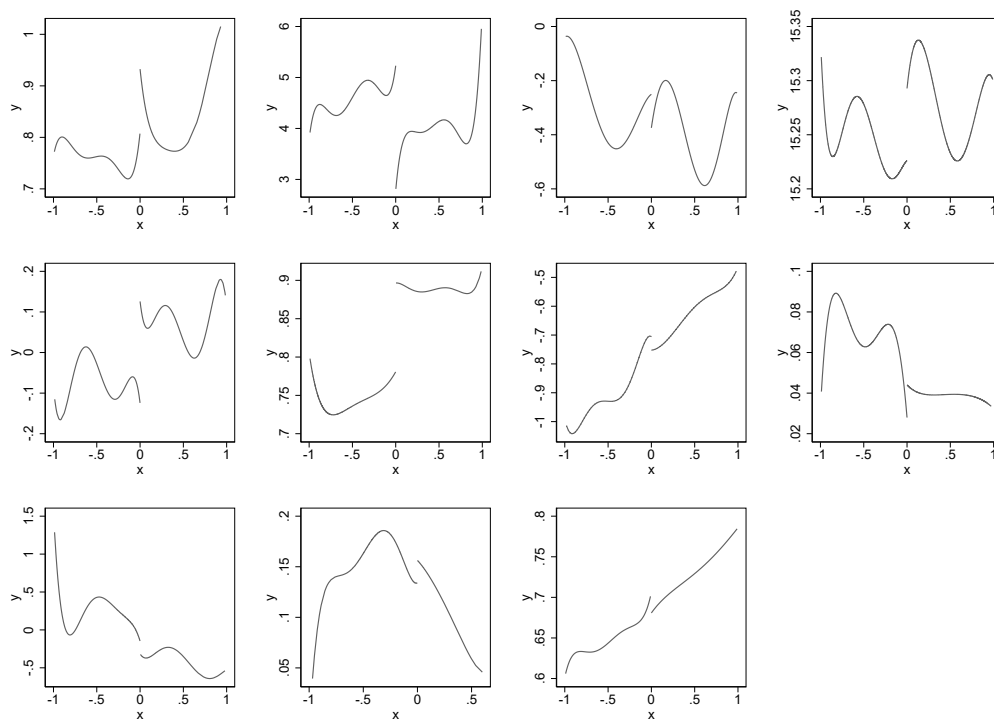 .7 .8 .9 1
y
-1 -.5 0 .5 1
x
3 4 5 6
y
-1 -.5 0 .5 1
x
-.6 -.4 -.2 0
y
-1 -.5 0 .5 1
x
15.2 15.25 15.3 15.35
y
-1 -.5 0 .5 1
x
-.2 -.1 0 .1 .2
y
-1 -.5 0 .5 1
x
.7 .75 .8 .85 .9
y
-1 -.5 0 .5 1
x
-1 -.9 -.8 -.7 -.6 -.5
y
-1 -.5 0 .5 1
x
.02 .04 .06 .08 .1
y
-1 -.5 0 .5 1
x
-.5 0 .5 1 1.5
y
-1 -.5 0 .5 1
x
.05 .1 .15 .2
y
-1 -.5 0 .5
x
.6 .65 .7 .75 .8
y
-1 -.5 0 .5 1
x